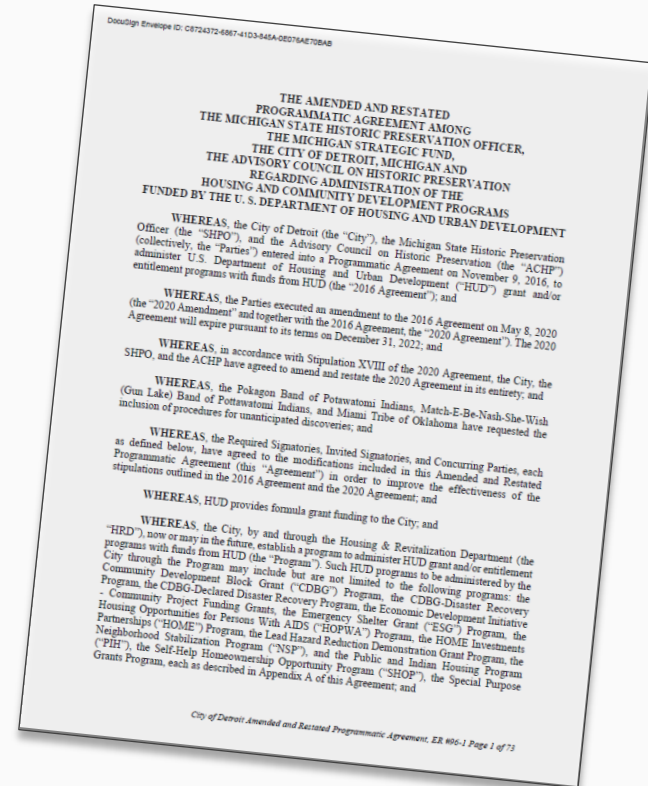 DocuSign Envelope ID: C8724372-6867-41D3-845A-0E076AE70BAB
THE AMENDED AND RESTATED
PROGRAMMATIC AGREEMENT AMONG
THE MICHIGAN STATE HISTORIC PRESERVATION OFFICER,
THE MICHIGAN STRATEGIC FUND,
THE CITY OF DETROIT, MICHIGAN AND
THE ADVISORY COUNCIL ON HISTORIC PRESERVATION
REGARDING ADMINISTRATION OF THE
HOUSING AND COMMUNITY DEVELOPMENT PROGRAMS
FUNDED BY THE U. S. DEPARTMENT OF HOUSING AND URBAN DEVELOPMENT
WHEREAS, the City of Detroit (the “City”), the Michigan State Historic Preservation
Officer (the “SHPO”), and the Advisory Council on Historic Preservation (the “ACHP”)
(collectively, the “Parties”) entered into a Programmatic Agreement on November 9, 2016, to
administer U.S. Department of Housing and Urban Development (“HUD”) grant and/or
entitlement programs with funds from HUD (the “2016 Agreement”); and
WHEREAS, the Parties executed an amendment to the 2016 Agreement on May 8, 2020
(the “2020 Amendment” and together with the 2016 Agreement, the “2020 Agreement”). The 2020
Agreement will expire pursuant to its terms on December 31, 2022; and
WHEREAS, in accordance with Stipulation XVIII of the 2020 Agreement, the City, the
SHPO, and the ACHP have agreed to amend and restate the 2020 Agreement in its entirety; and
WHEREAS, the Pokagon Band of Potawatomi Indians, Match-E-Be-Nash-She-Wish
(Gun Lake) Band of Pottawatomi Indians, and Miami Tribe of Oklahoma have requested the
inclusion of procedures for unanticipated discoveries; and
WHEREAS, the Required Signatories, Invited Signatories, and Concurring Parties, each
as defined below, have agreed to the modifications included in this Amended and Restated
Programmatic Agreement (this “Agreement”) in order to improve the effectiveness of the
stipulations outlined in the 2016 Agreement and the 2020 Agreement; and
WHEREAS, HUD provides formula grant funding to the City; and
WHEREAS, the City, by and through the Housing & Revitalization Department (the
“HRD”), now or may in the future, establish a program to administer HUD grant and/or entitlement
programs with funds from HUD (the “Program”). Such HUD programs to be administered by the
City through the Program may include but are not limited to the following programs: the
Community Development Block Grant (“CDBG”) Program, the CDBG-Disaster Recovery
Program, the CDBG-Declared Disaster Recovery Program, the Economic Development Initiative
- Community Project Funding Grants, the Emergency Shelter Grant (“ESG”) Program, the
Housing Opportunities for Persons With AIDS (“HOPWA”) Program, the HOME Investments
Partnerships (“HOME”) Program, the Lead Hazard Reduction Demonstration Grant Program, the
Neighborhood Stabilization Program (“NSP”), and the Public and Indian Housing Program
(“PIH”), the Self-Help Homeownership Opportunity Program (“SHOP”), the Special Purpose
Grants Program, each as described in Appendix A of this Agreement; and
City of Detroit Amended and Restated Programmatic Agreement, ER #96-1 Page 1 of 73